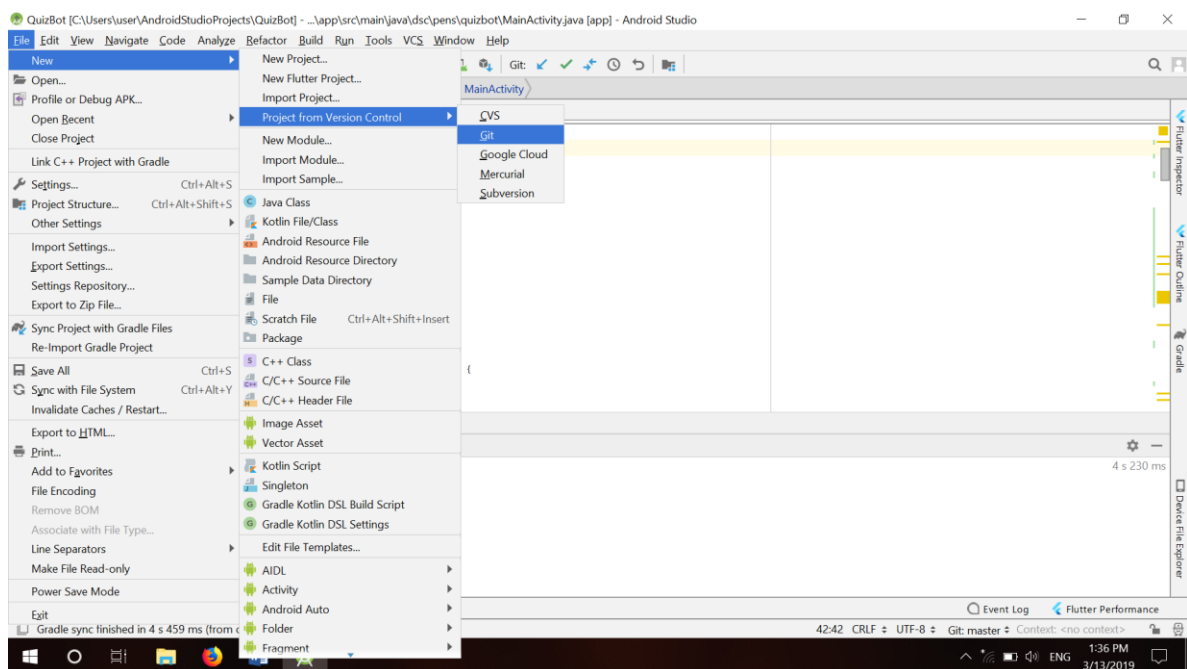 QuizBot [C:\Users\user\AndroidStudioProjects\QuizBot] - ...\app\src\main\java\dsc\pens\quizbot\MainActivity.java [app] - Android Studio
File Edit View Navigate Code Analyze Refactor Build Run Tools VCS Window Help
Git:
MainActivity
New
Open...
Profile or Debug APK...
Open Recent
Close Project
Link C++ Project with Gradle
Settings... Ctrl+Alt+S
Project Structure... Ctrl+Alt+Shift+S
Other Settings
Import Settings...
Export Settings...
Settings Repository...
Export to Zip File...
Sync Project with Gradle Files
Re-Import Gradle Project
Save All Ctrl+S
Sync with File System Ctrl+Alt+Y
Invalidate Caches / Restart...
Export to HTML...
Print...
Add to Favorites
File Encoding
Remove BOM
Associate with File Type...
Line Separators
Make File Read-only
Power Save Mode
Exit
New Project...
New Flutter Project...
Import Project...
Project from Version Control
New Module...
Import Module...
Import Sample...
Java Class
Kotlin File/Class
Android Resource File
Android Resource Directory
Sample Data Directory
File
Scratch File Ctrl+Alt+Shift+Insert
Package
C++ Class
C/C++ Source File
C/C++ Header File
Image Asset
Vector Asset
Kotlin Script
Singleton
Gradle Kotlin DSL Build Script
Gradle Kotlin DSL Settings
Edit File Templates...
AIDL
Activity
Android Auto
Folder
Fragment
CVS
Git
Google Cloud
Mercurial
Subversion
{
4 s 230 ms
Flutter Inspector
Flutter Outline
Gradle
Device File Explorer
Event Log Flutter Performance
Gradle sync finished in 4 s 459 ms (from
42:42 CRLF UTF-8 Git: master Context: <no context>
ENG
1:36 PM
3/13/2019